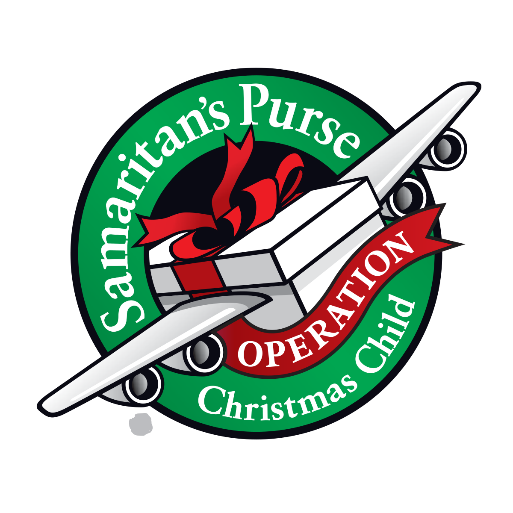 Samaritan's Purse
OPERATION
Christmas Child